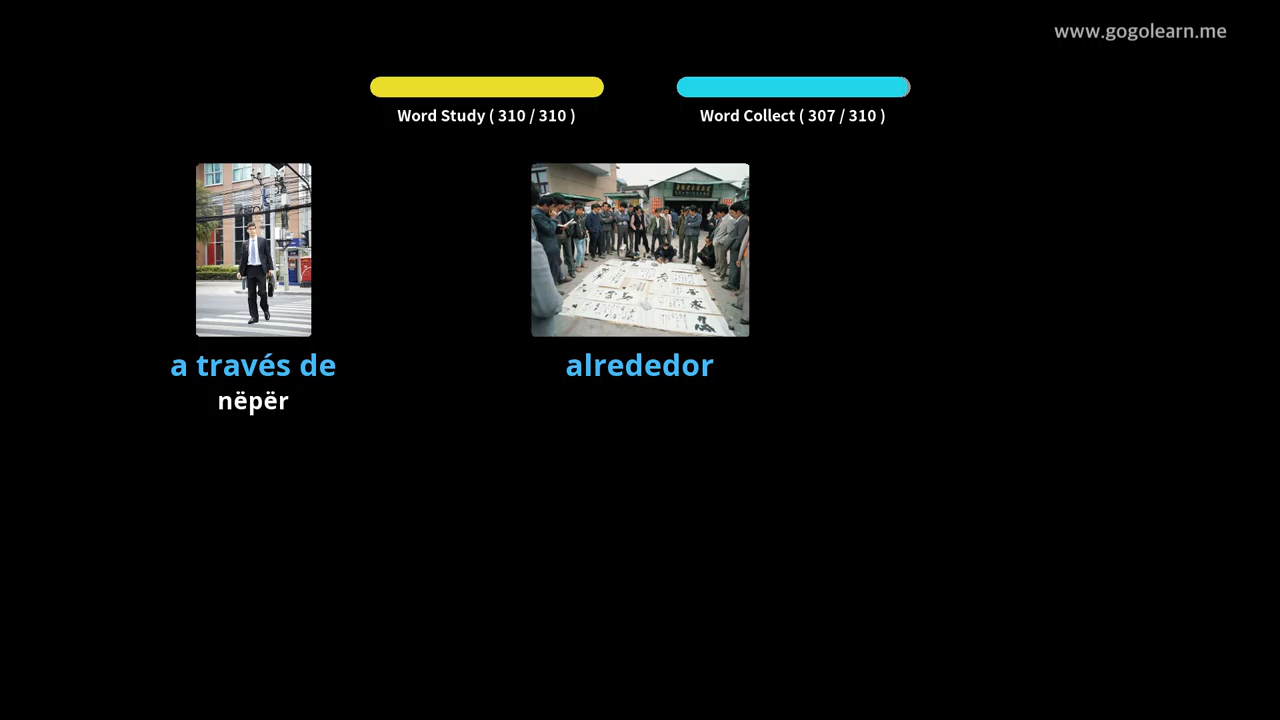 www.gogolearn.me
Word Study ( 310 / 310 )
Word Collect ( 307 / 310 )
a través de
nëpër
alrededor